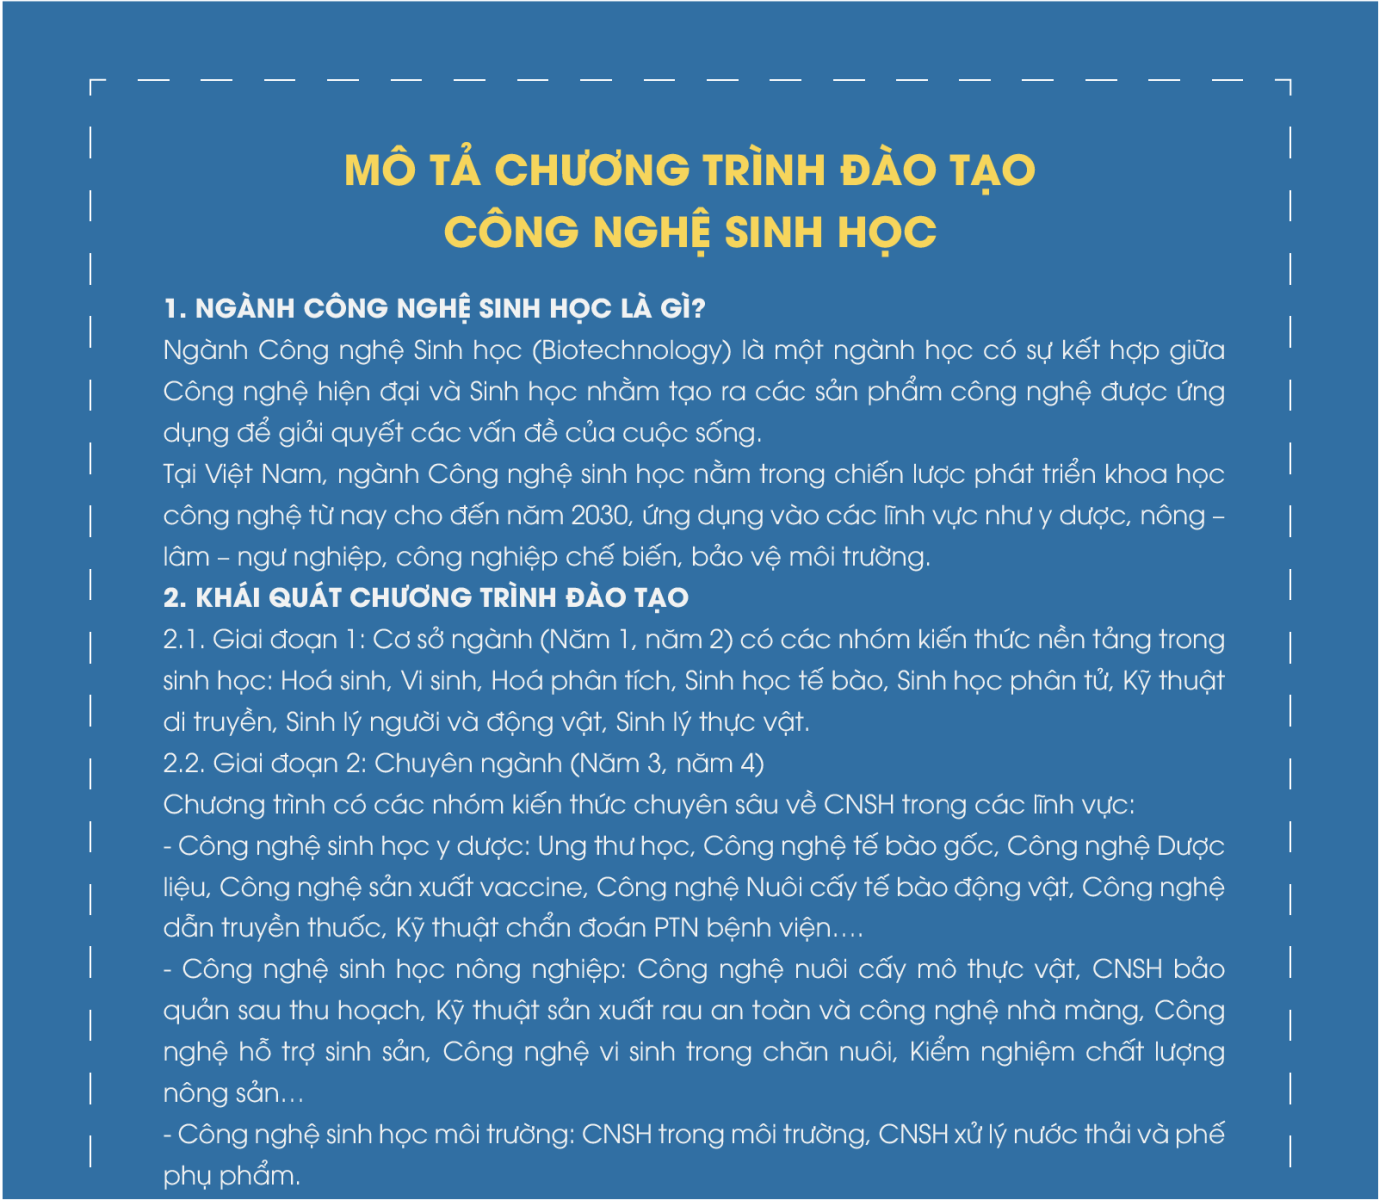 MÔ TẢ CHƯƠNG TRÌNH ĐÀO TẠO
CÔNG NGHỆ SINH HỌC
1. NGÀNH CÔNG NGHỆ SINH HỌC LÀ GÌ?
Ngành Công nghệ Sinh học (Biotechnology) là một ngành học có sự kết hợp giữa
Công nghệ hiện đại và Sinh học nhằm tạo ra các sản phẩm công nghệ được ứng
dụng để giải quyết các vấn đề của cuộc sống.
Tại Việt Nam, ngành Công nghệ sinh học nằm trong chiến lược phát triển khoa học
công nghệ từ nay cho đến năm 2030, ứng dụng vào các lĩnh vực như y dược, nông –
lâm – ngư nghiệp, công nghiệp chế biến, bảo vệ môi trường.
2. KHÁI QUÁT CHƯƠNG TRÌNH ĐÀO TẠO
2.1. Giai đoạn 1: Cơ sở ngành (Năm 1, năm 2) có các nhóm kiến thức nền tảng trong
sinh học: Hoá sinh, Vi sinh, Hoá phân tích, Sinh học tế bào, Sinh học phân tử, Kỹ thuật
di truyền, Sinh lý người và động vật, Sinh lý thực vật.
2.2. Giai đoạn 2: Chuyên ngành (Năm 3, năm 4)
Chương trình có các nhóm kiến thức chuyên sâu về CNSH trong các lĩnh vực:
- Công nghệ sinh học y dược: Ung thư học, Công nghệ tế bào gốc, Công nghệ Dược
liệu, Công nghệ sản xuất vaccine, Công nghệ Nuôi cấy tế bào động vật, Công nghệ
dẫn truyền thuốc, Kỹ thuật chẩn đoán PTN bệnh viện....
- Công nghệ sinh học nông nghiệp: Công nghệ nuôi cấy mô thực vật, CNSH bảo
quản sau thu hoạch, Kỹ thuật sản xuất rau an toàn và công nghệ nhà màng, Công
nghệ hỗ trợ sinh sản, Công nghệ vi sinh trong chăn nuôi, Kiểm nghiệm chất lượng
nông sản...
- Công nghệ sinh học môi trường: CNSH trong môi trường, CNSH xử lý nước thải và phế
phụ phẩm.